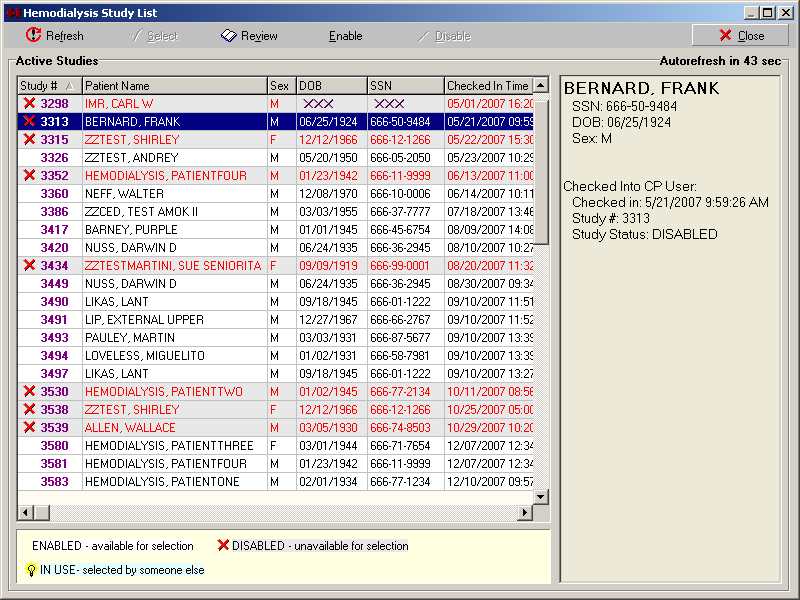 Hemodialysis Study List
Refresh Select Review Enable Disable Close
Active Studies Autorefresh in 43 sec
Study # Patient Name Sex DOB SSN Checked In Time
3298 IMR, CARL W M XXX XXX 05/01/2007 16:20
3313 BERNARD, FRANK M 06/25/1924 666-50-9484 05/21/2007 09:59
3315 ZZTEST, SHIRLEY F 12/12/1966 666-12-1266 05/22/2007 15:30
3326 ZZTEST, ANDREY M 05/20/1950 666-05-2050 05/23/2007 10:29
3352 HEMODIALYSIS, PATIENTFOUR M 01/23/1942 666-11-9999 06/13/2007 11:00
3360 NEFF, WALTER M 12/08/1970 666-10-0006 06/14/2007 10:11
3386 ZZCED, TEST AMOK II M 03/03/1955 666-37-7777 07/18/2007 13:46
3417 BARNEY, PURPLE M 01/01/1945 666-45-6754 08/09/2007 14:08
3420 NUSS, DARWIN D M 06/24/1935 666-36-2945 08/10/2007 10:27
3434 ZZTESTMARTINI, SUE SENIORITA F 09/09/1919 666-99-0001 08/20/2007 11:32
3449 NUSS, DARWIN D M 06/24/1935 666-36-2945 08/30/2007 09:34
3490 LIKAS, LANT M 09/18/1945 666-01-1222 09/10/2007 11:51
3491 LIP, EXTERNAL UPPER M 12/27/1967 666-66-2767 09/10/2007 11:52
3493 PAULEY, MARTIN M 03/03/1931 666-87-5677 09/10/2007 13:39
3494 LOVELESS, MIGUELITO M 01/02/1931 666-58-7981 09/10/2007 13:39
3497 LIKAS, LANT M 09/18/1945 666-01-1222 09/10/2007 13:27
3530 HEMODIALYSIS, PATIENTTWO M 01/02/1945 666-77-2134 10/11/2007 08:56
3538 ZZTEST, SHIRLEY F 12/12/1966 666-12-1266 10/25/2007 05:00
3539 ALLEN, WALLACE M 03/05/1930 666-74-8503 10/29/2007 10:20
3580 HEMODIALYSIS, PATIENTTHREE F 03/01/1944 666-71-7654 12/07/2007 12:34
3581 HEMODIALYSIS, PATIENTFOUR M 01/23/1942 666-11-9999 12/07/2007 12:34
3583 HEMODIALYSIS, PATIENTONE M 02/01/1934 666-77-1234 12/10/2007 09:57
BERNARD, FRANK
SSN: 666-50-9484
DOB: 06/25/1924
Sex: M
Checked Into CP User:
Checked in: 5/21/2007 9:59:26 AM
Study #: 3313
Study Status: DISABLED
ENABLED - available for selection DISABLED - unavailable for selection
IN USE- selected by someone else